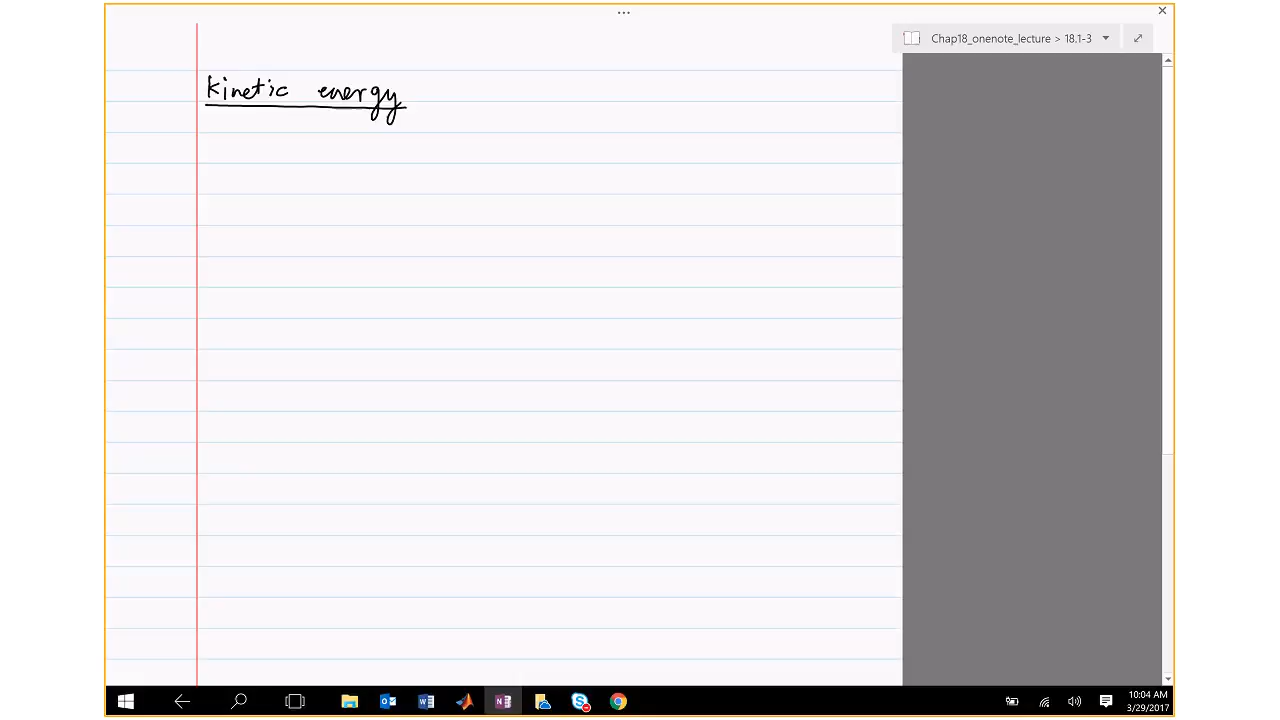 ...
Chap18_onenote_lecture > 18.1-3
Kinetic energy
10:04 AM
3/29/2017